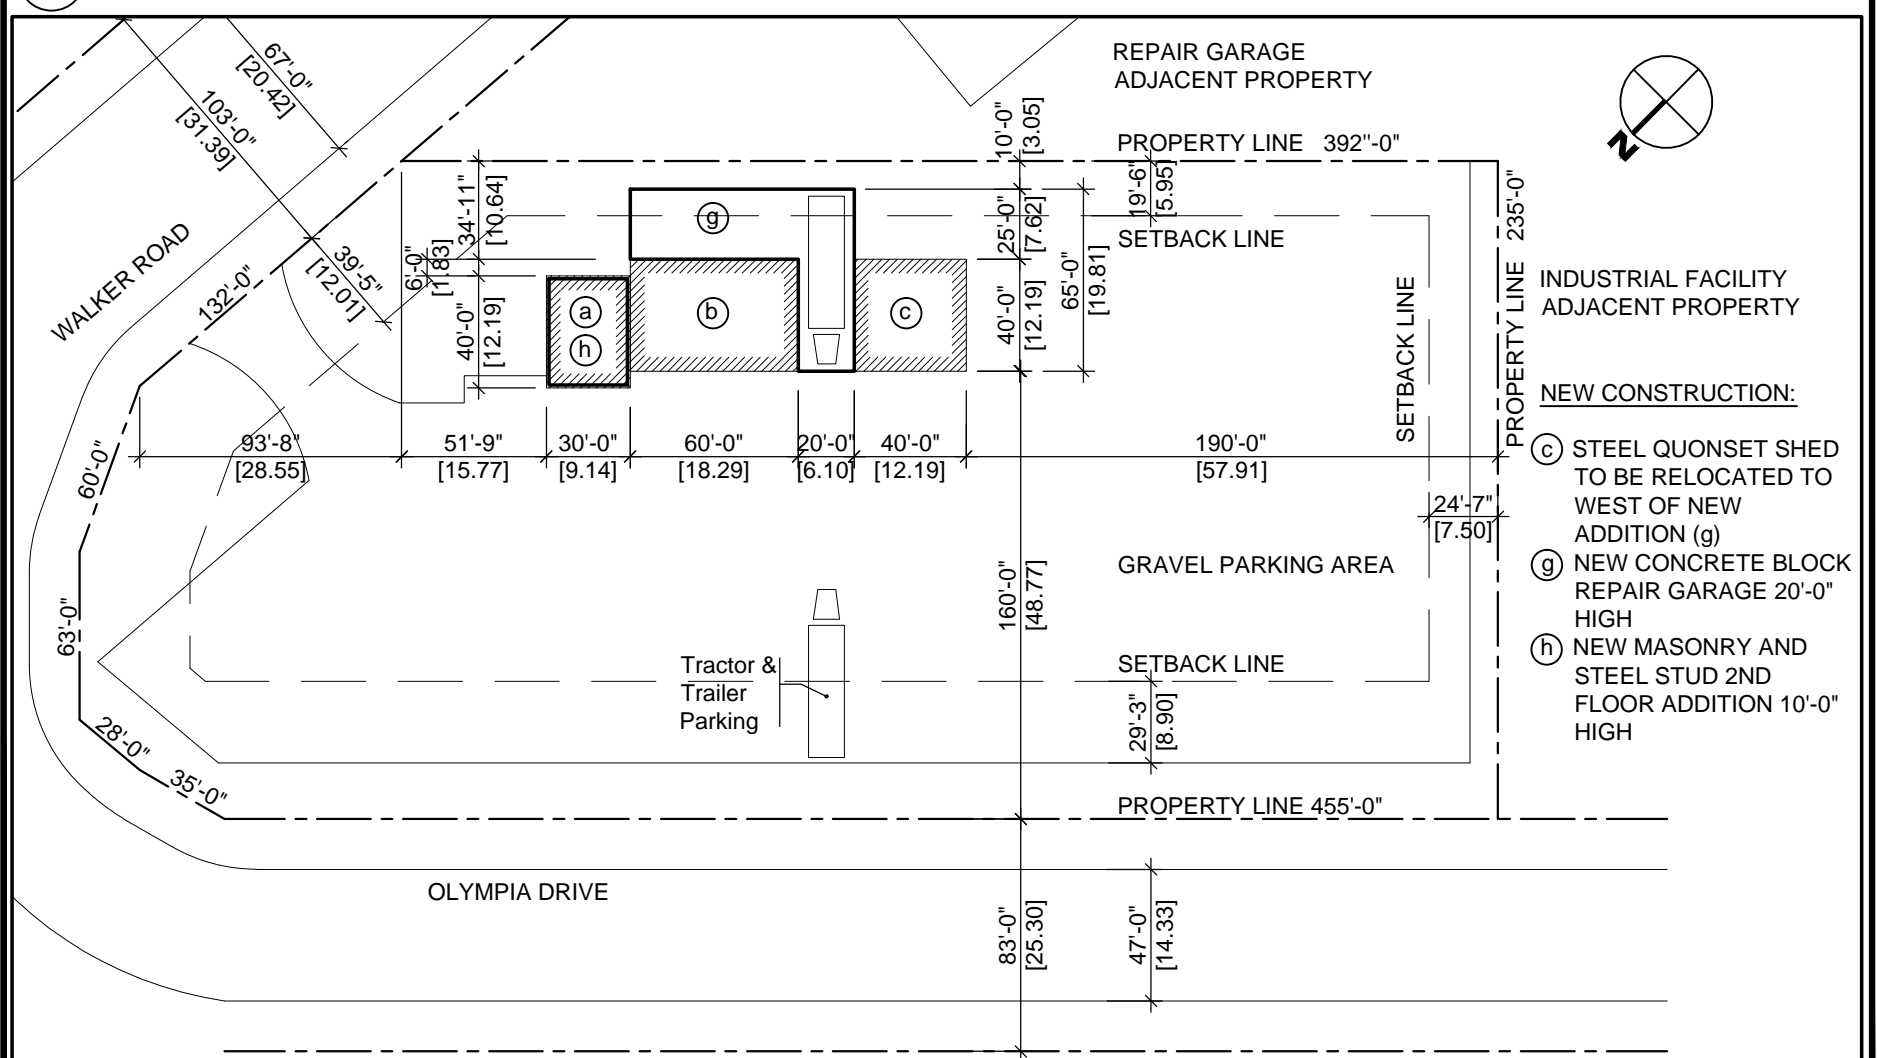 REPAIR GARAGE
ADJACENT PROPERTY
67'-0"
[20.42]
103'-0"
[31.39]
10'-0"
[3.05]
PROPERTY LINE 392"-0"
N
34'-11"
[10.64]
19'-6"
[5.95]
235'-0"
g
25'-0"
[7.62]
SETBACK LINE
WALKER ROAD
132'-0"
39'-5"
[12.01]
6'-0"
[1.83]
65'-0"
[19.81]
SETBACK LINE
PROPERTY LINE
INDUSTRIAL FACILITY
ADJACENT PROPERTY
40'-0"
[12.19]
a
h
b
c
40'-0"
[12.19]
NEW CONSTRUCTION:
c STEEL QUONSET SHED
TO BE RELOCATED TO
WEST OF NEW
ADDITION (g)
g NEW CONCRETE BLOCK
REPAIR GARAGE 20'-0"
HIGH
h NEW MASONRY AND
STEEL STUD 2ND
FLOOR ADDITION 10'-0"
HIGH
93'-8"
[28.55]
51'-9"
[15.77]
30'-0"
[9.14]
60'-0"
[18.29]
20'-0"
[6.10]
40'-0"
[12.19]
190'-0"
[57.91]
24'-7"
[7.50]
60'-0"
63'-0"
160'-0"
[48.77]
GRAVEL PARKING AREA
Tractor &
Trailer
Parking
SETBACK LINE
29'-3"
[8.90]
28'-0"
35'-0"
PROPERTY LINE 455'-0"
OLYMPIA DRIVE
83'-0"
[25.30]
47'-0"
[14.33]